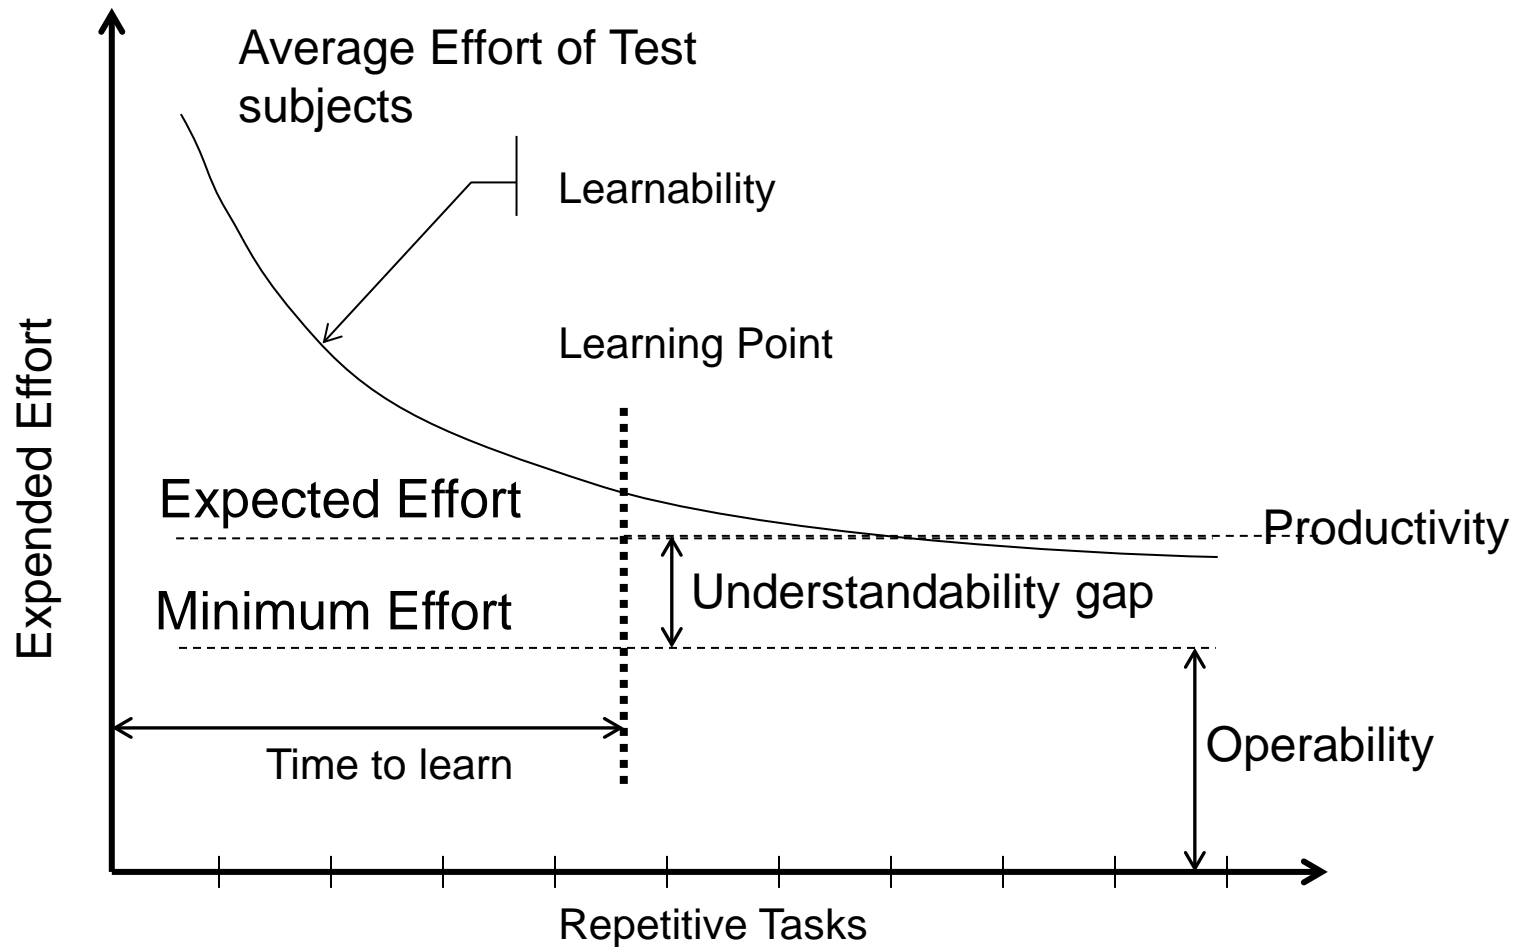 Average Effort of Test
subjects
Learnability
Learning Point
Expended Effort
Expected Effort
Productivity
Understandability gap
Minimum Effort
Operability
Time to learn
Repetitive Tasks